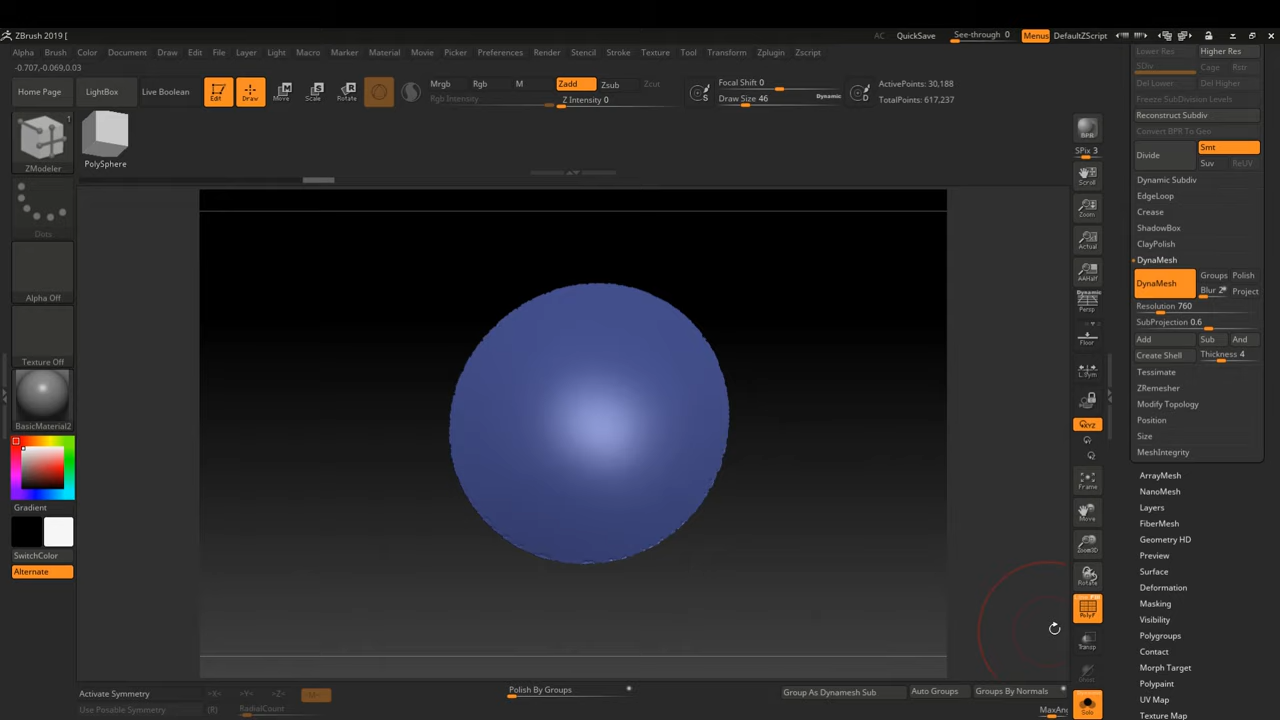 ZBrush 2019 [
AC QuickSave See-through 0 Menus DefaultZScript
Alpha Brush Color Document Draw Edit File Layer Light Macro Marker Material Movie Picker Preferences Render Stencil Stroke Texture Tool Transform Zplugin Zscript
-0.707,-0.069,0.03
Home Page LightBox Live Boolean
Edit Draw Move Scale Rotate
Mrgb Rgb M Zadd Zsub Zcut
Rgb Intensity Z Intensity 0
Focal Shift 0
Draw Size 46 Dynamic
S D
ActivePoints: 30,188
TotalPoints: 617,237
1
ZModeler
PolySphere
Dots
Alpha Off
Texture Off
BasicMaterial2
Gradient
SwitchColor
Alternate
BPR
SPix 3
Scroll
Zoom
Actual
AAHalf
Dynamic
Persp
Floor
L.Sym
XYZ
Frame
Move
Zoom3D
Rotate
PolyF
Transp
Ghost
Solo
Lower Res Higher Res
SDiv Cage Rstr
Del Lower Del Higher
Freeze SubDivision Levels
Reconstruct Subdiv
Convert BPR To Geo
Divide Smt
Suv ReUV
Dynamic Subdiv
EdgeLoop
Crease
ShadowBox
ClayPolish
DynaMesh
DynaMesh Groups Polish
Blur 2 Project
Resolution 760
SubProjection 0.6
Add Sub And
Create Shell Thickness 4
Tessimate
ZRemesher
Modify Topology
Position
Size
MeshIntegrity
ArrayMesh
NanoMesh
Layers
FiberMesh
Geometry HD
Preview
Surface
Deformation
Masking
Visibility
Polygroups
Contact
Morph Target
Polypaint
UV Map
Texture Map
Activate Symmetry >X< >Y< >Z< >M<
Use Posable Symmetry (R) RadialCount
Polish By Groups
Group As Dynamesh Sub Auto Groups Groups By Normals
MaxAng